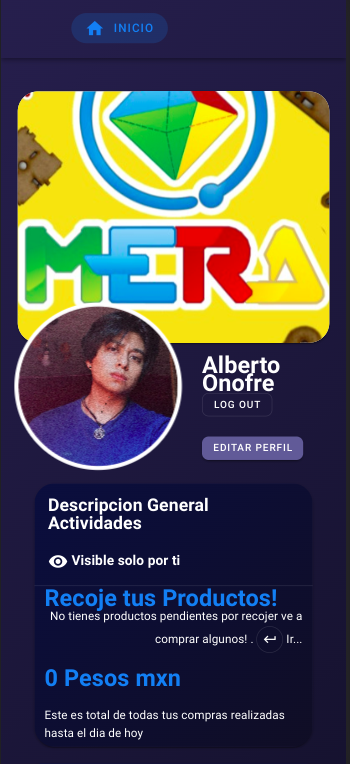 INICIO
MERA
Alberto
Onofre
LOG OUT
EDITAR PERFIL
Descripcion General
Actividades
Visible solo por ti
Recoje tus Productos!
No tienes productos pendientes por recojer ve a
comprar algunos! . Ir...
0 Pesos mxn
Este es total de todas tus compras realizadas
hasta el dia de hoy